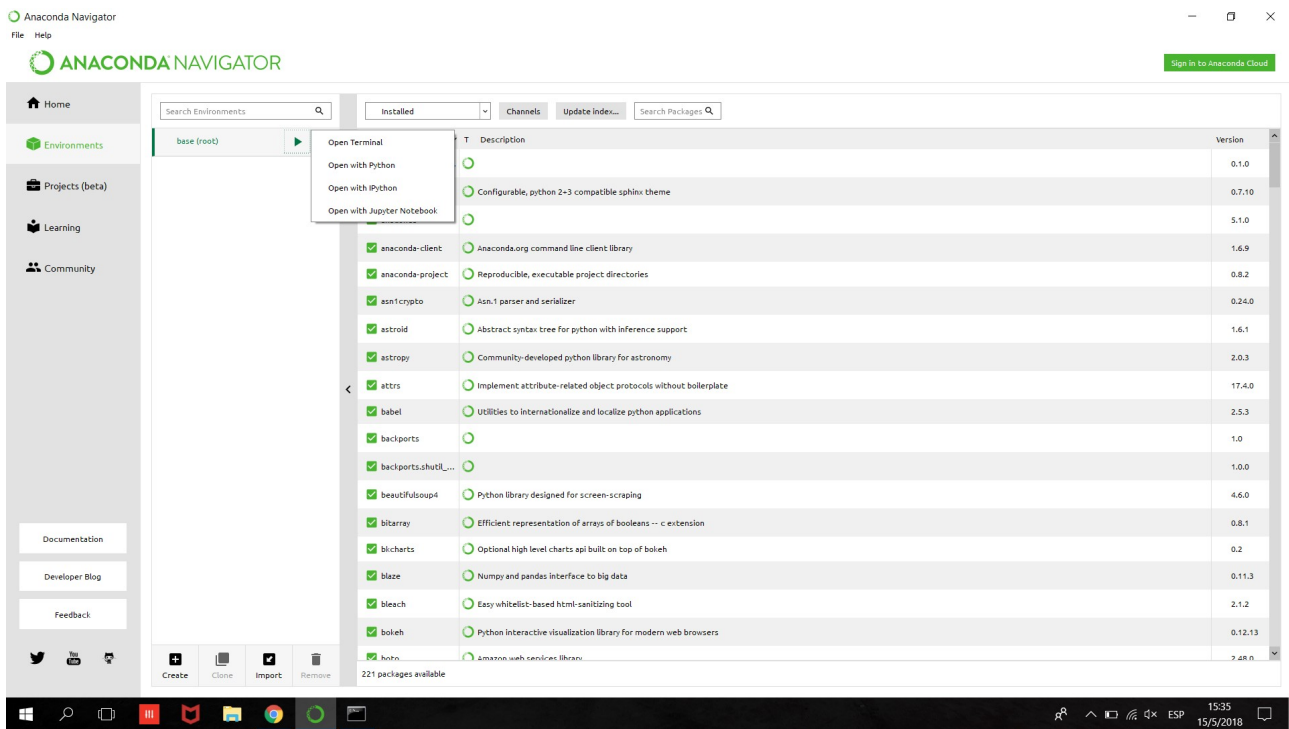 Anaconda Navigator
File Help
ANACONDA NAVIGATOR
Sign in to Anaconda Cloud
Home
Environments
Projects (beta)
Learning
Community
Documentation
Developer Blog
Feedback
You Tube
Search Environments
base (root)
Open Terminal
Open with Python
Open with IPython
Open with Jupyter Notebook
Create Clone Import Remove
Installed Channels Update index... Search Packages
T Description Version
0.1.0
Configurable, python 2+3 compatible sphinx theme 0.7.10
5.1.0
anaconda-client Anaconda.org command line client library 1.6.9
anaconda-project Reproducible, executable project directories 0.8.2
asn1crypto Asn.1 parser and serializer 0.24.0
astroid Abstract syntax tree for python with inference support 1.6.1
astropy Community-developed python library for astronomy 2.0.3
attrs Implement attribute-related object protocols without boilerplate 17.4.0
babel Utilities to internationalize and localize python applications 2.5.3
backports 1.0
backports.shutil_... 1.0.0
beautifulsoup4 Python library designed for screen-scraping 4.6.0
bitarray Efficient representation of arrays of booleans -- c extension 0.8.1
bkcharts Optional high level charts api built on top of bokeh 0.2
blaze Numpy and pandas interface to big data 0.11.3
bleach Easy whitelist-based html-sanitizing tool 2.1.2
bokeh Python interactive visualization library for modern web browsers 0.12.13
boto Amazon web services library 2.48.0
221 packages available
ESP
15:35
15/5/2018